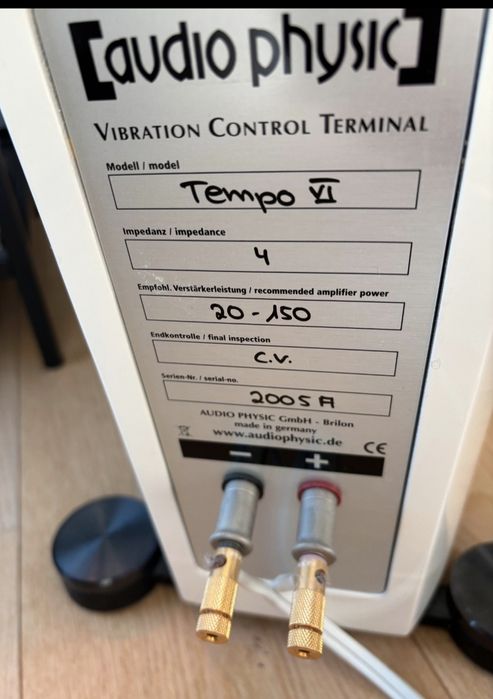 [audio physic]
VIBRATION CONTROL TERMINAL
Modell / model
Tempo VI
Impedanz / impedance
4
Empfohl. Verstärkerleistung / recommended amplifier power
20 - 150
Endkontrolle / final inspection
C.V.
Serien-Nr. / serial-no.
2005 A
AUDIO PHYSIC GmbH - Brilon
made in germany
www.audiophysic.de
CE
− +